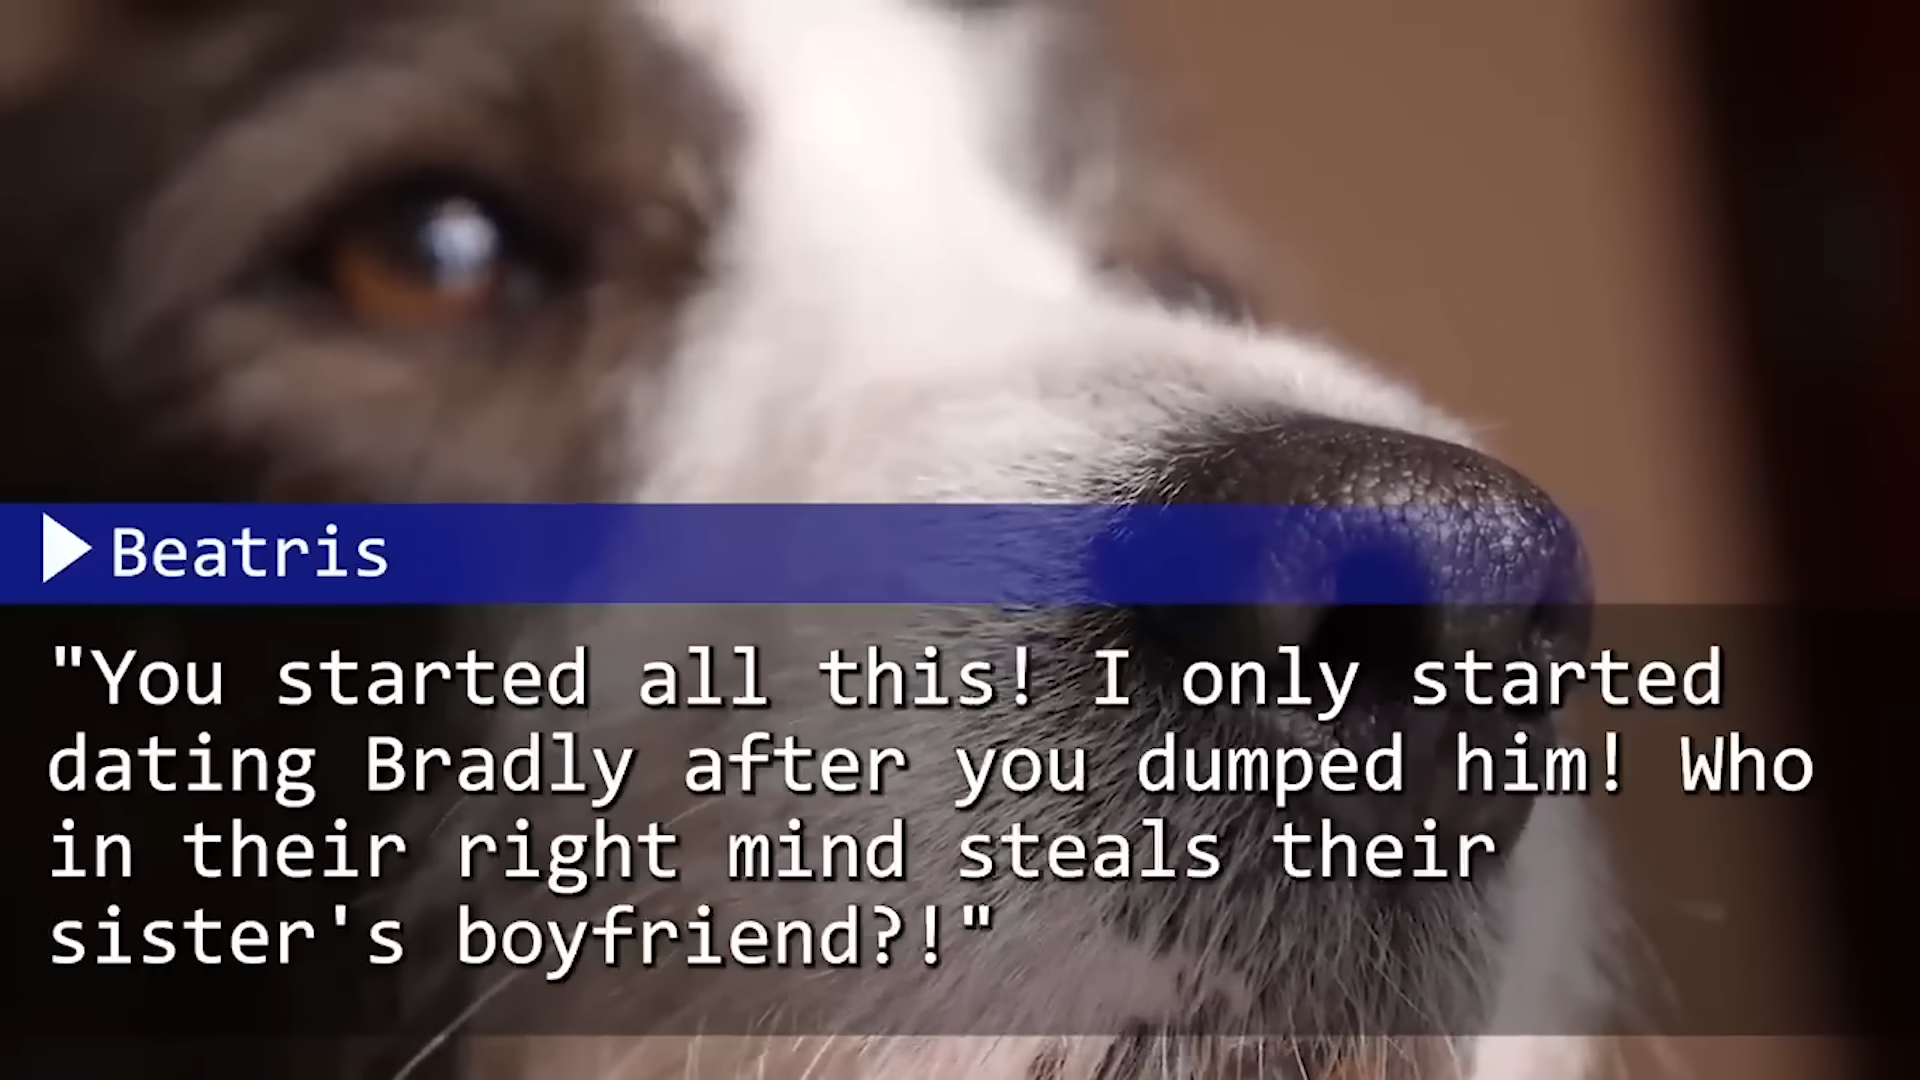 Beatris
"You started all this! I only started
dating Bradly after you dumped him! Who
in their right mind steals their
sister's boyfriend?!"